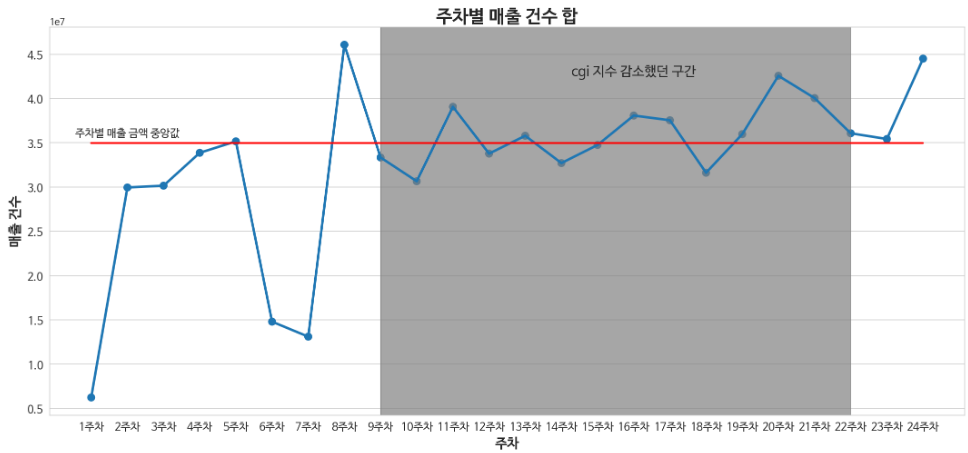 주차별 매출 건수 합
1e7
4.5
4.0
3.5
3.0
2.5
2.0
1.5
1.0
0.5
매출 건수
cgi 지수 감소했던 구간
주차별 매출 금액 중앙값
1주차 2주차 3주차 4주차 5주차 6주차 7주차 8주차 9주차 10주차 11주차 12주차 13주차 14주차 15주차 16주차 17주차 18주차 19주차 20주차 21주차 22주차 23주차 24주차
주차